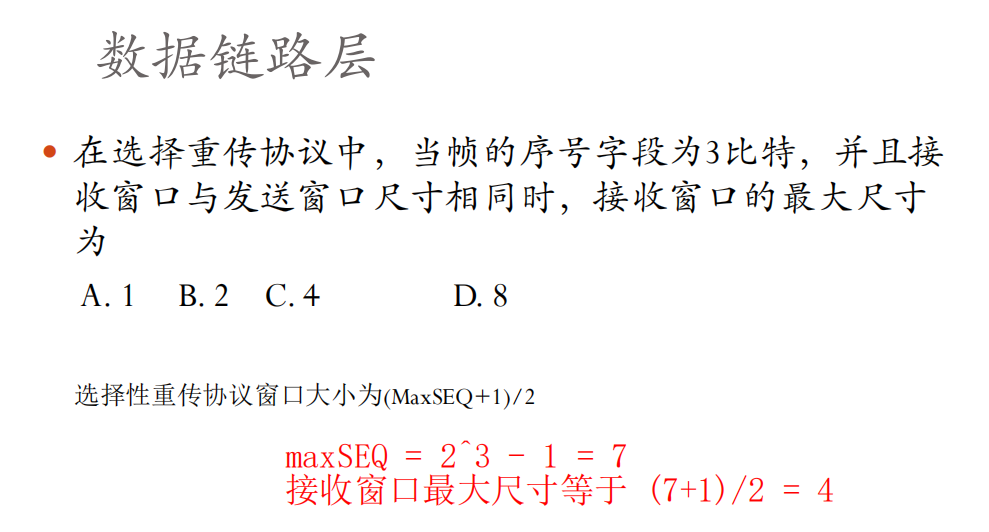 数据链路层
• 在选择重传协议中，当帧的序号字段为3比特，并且接
收窗口与发送窗口尺寸相同时，接收窗口的最大尺寸
为
A. 1 B. 2 C. 4 D. 8
选择性重传协议窗口大小为(MaxSEQ+1)/2
maxSEQ = 2^3 - 1 = 7
接收窗口最大尺寸等于 (7+1)/2 = 4